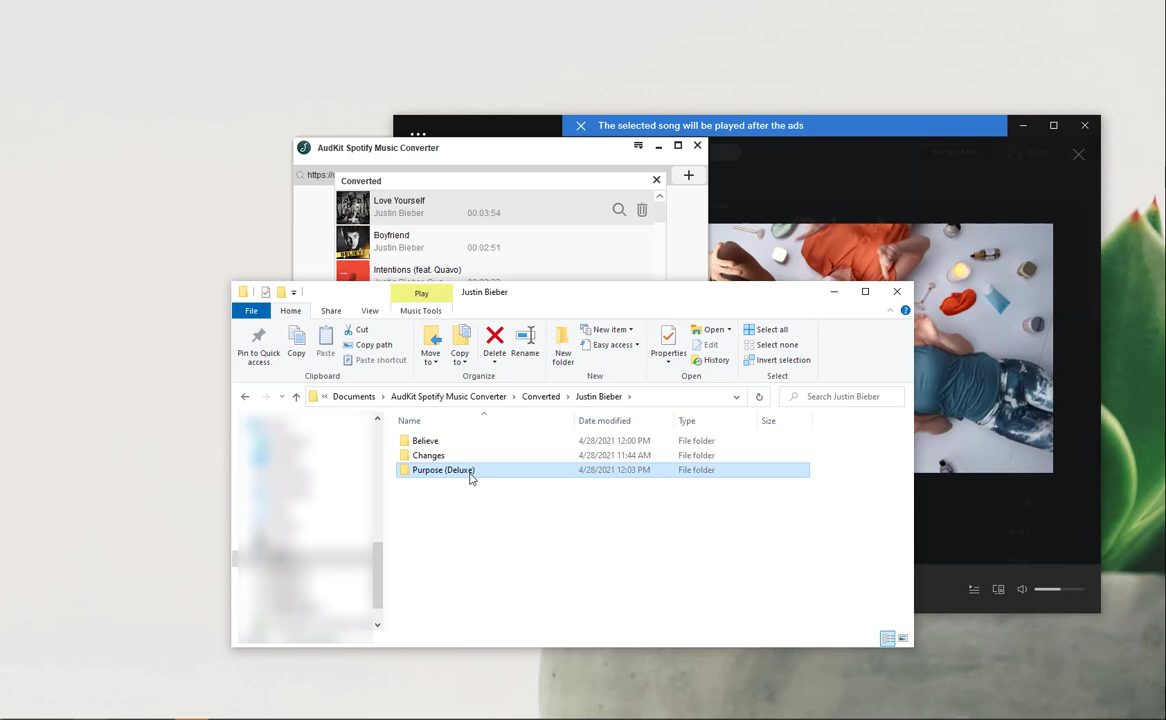 The selected song will be played after the ads
AudKit Spotify Music Converter
https://
Converted
Love Yourself
Justin Bieber 00:03:54
Boyfriend
Justin Bieber 00:02:51
Intentions (feat. Quavo)
Play Justin Bieber
File Home Share View Music Tools
Pin to Quick access
Copy
Paste
Cut
Copy path
Paste shortcut
Clipboard
Move to
Copy to
Delete
Rename
Organize
New folder
New item
Easy access
New
Properties
Open
Edit
History
Open
Select all
Select none
Invert selection
Select
Documents AudKit Spotify Music Converter Converted Justin Bieber
Search Justin Bieber
Name Date modified Type Size
Believe 4/28/2021 12:00 PM File folder
Changes 4/28/2021 11:44 AM File folder
Purpose (Deluxe) 4/28/2021 12:03 PM File folder